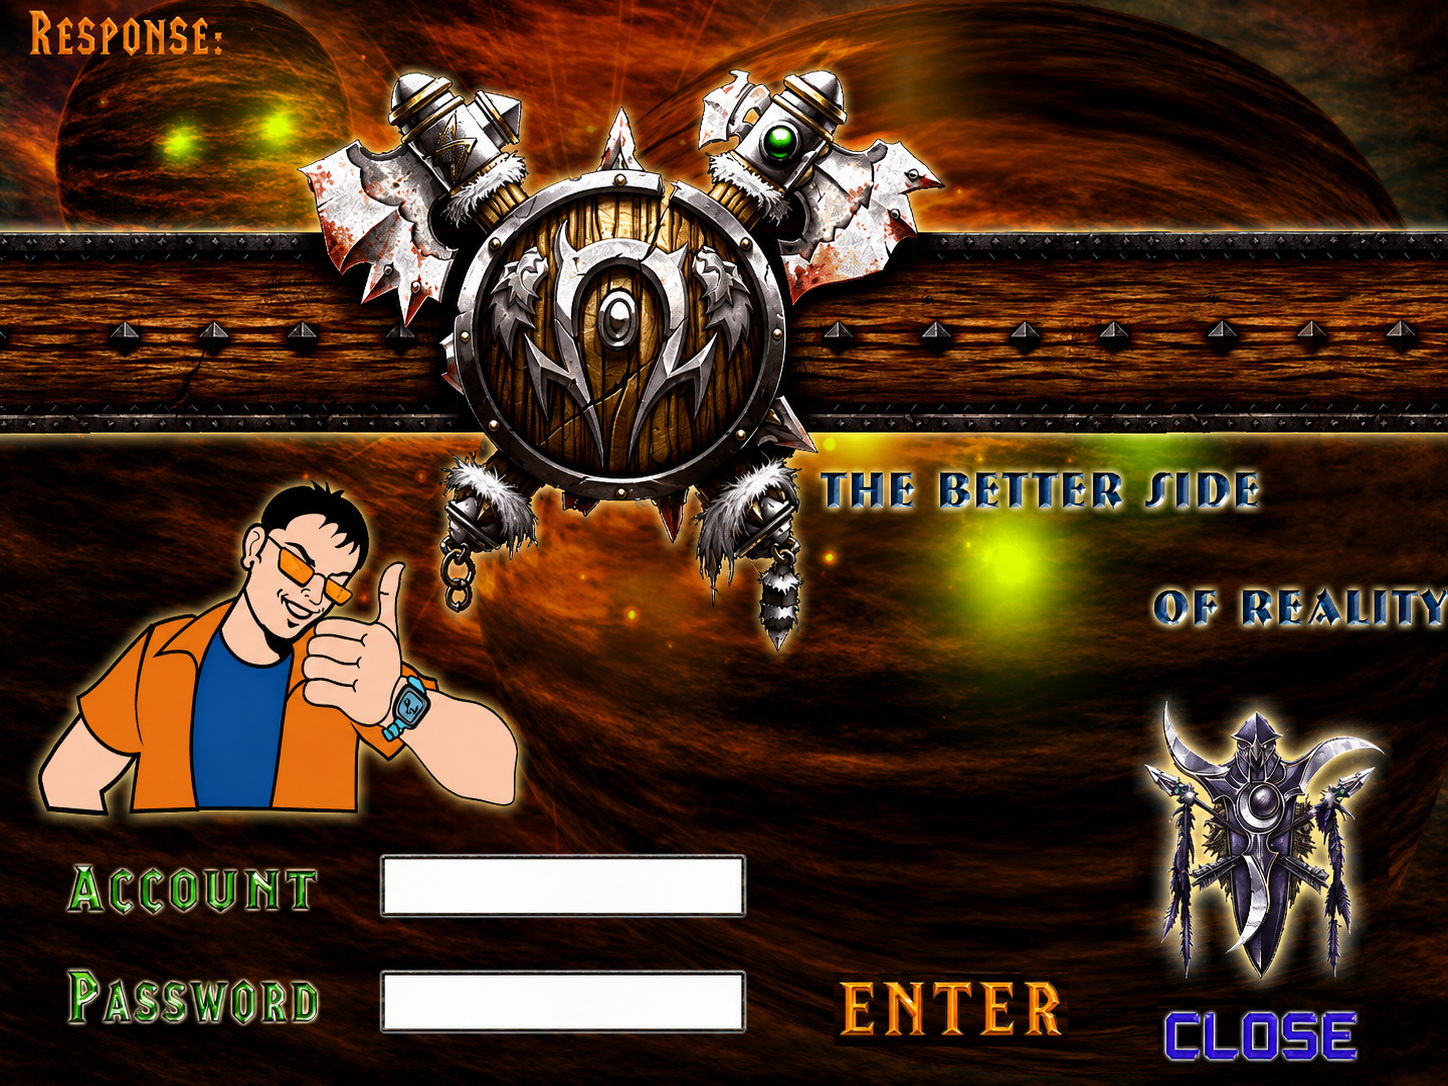 RESPONSE:
THE BETTER SIDE
OF REALITY
ACCOUNT
PASSWORD
ENTER
CLOSE